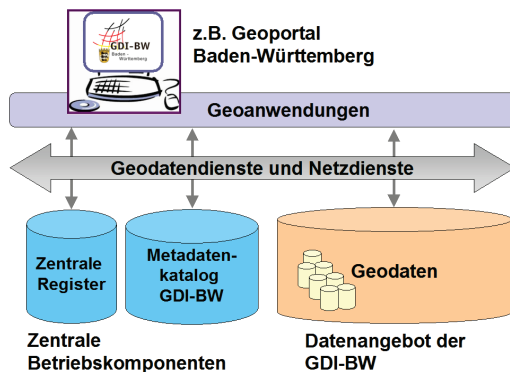 z.B. Geoportal
Baden-Württemberg
GDI-BW
Baden -
Württemberg
Geoanwendungen
Geodatendienste und Netzdienste
Zentrale
Register
Metadaten-
katalog
GDI-BW
Geodaten
Zentrale
Betriebskomponenten
Datenangebot der
GDI-BW